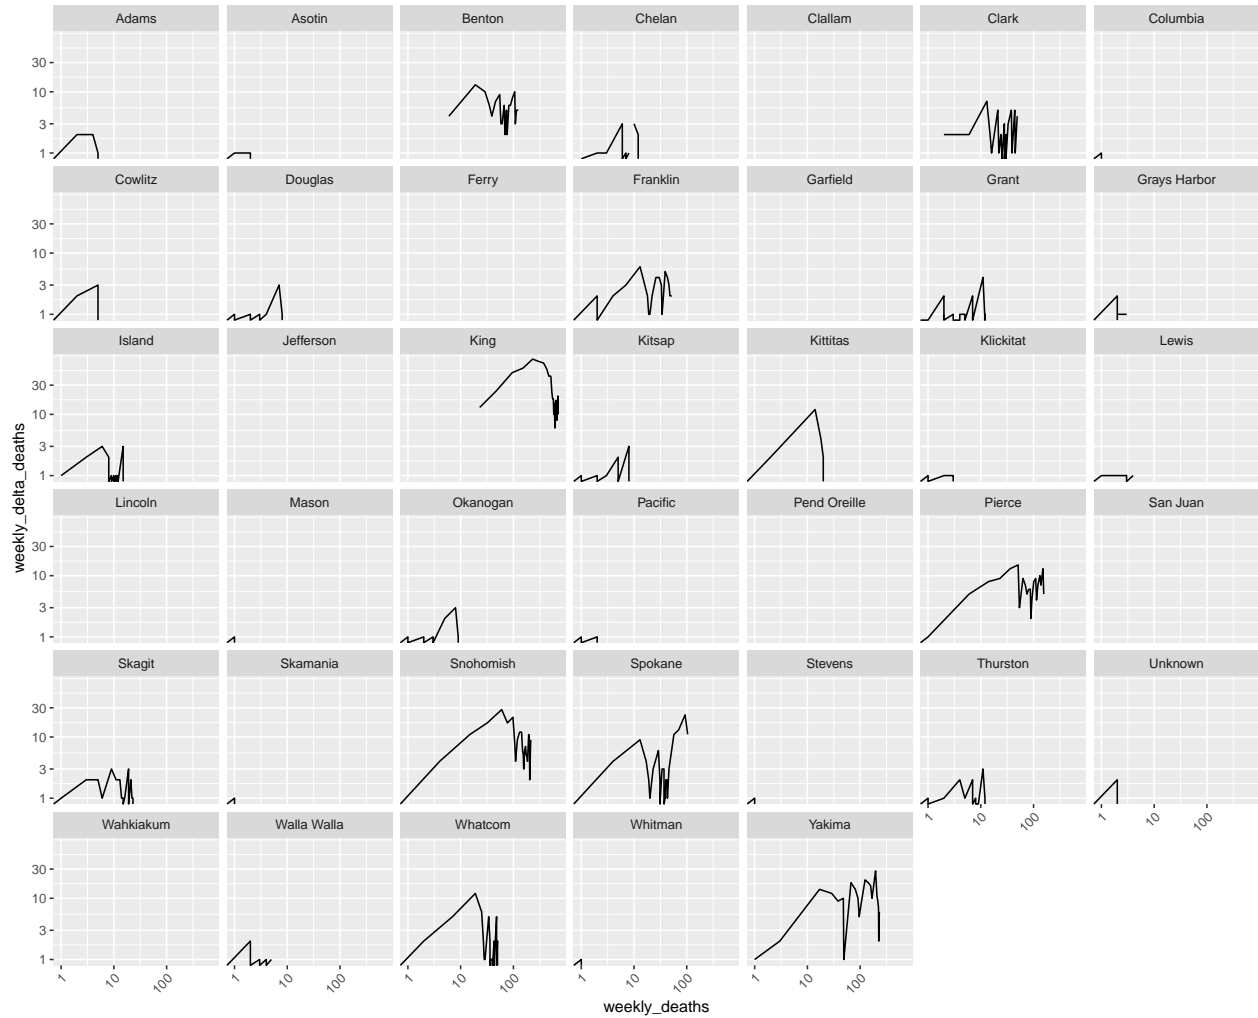 Adams Asotin Benton Chelan Clallam Clark Columbia
30
10
3
1
Cowlitz Douglas Ferry Franklin Garfield Grant Grays Harbor
30
10
3
1
Island Jefferson King Kitsap Kittitas Klickitat Lewis
30
10
3
1
weekly_delta_deaths
Lincoln Mason Okanogan Pacific Pend Oreille Pierce San Juan
30
10
3
1
Skagit Skamania Snohomish Spokane Stevens Thurston Unknown
30
10
3
1
1 10 100 1 10 100
Wahkiakum Walla Walla Whatcom Whitman Yakima
30
10
3
1
1 10 100 1 10 100 1 10 100 1 10 100 1 10 100
weekly_deaths